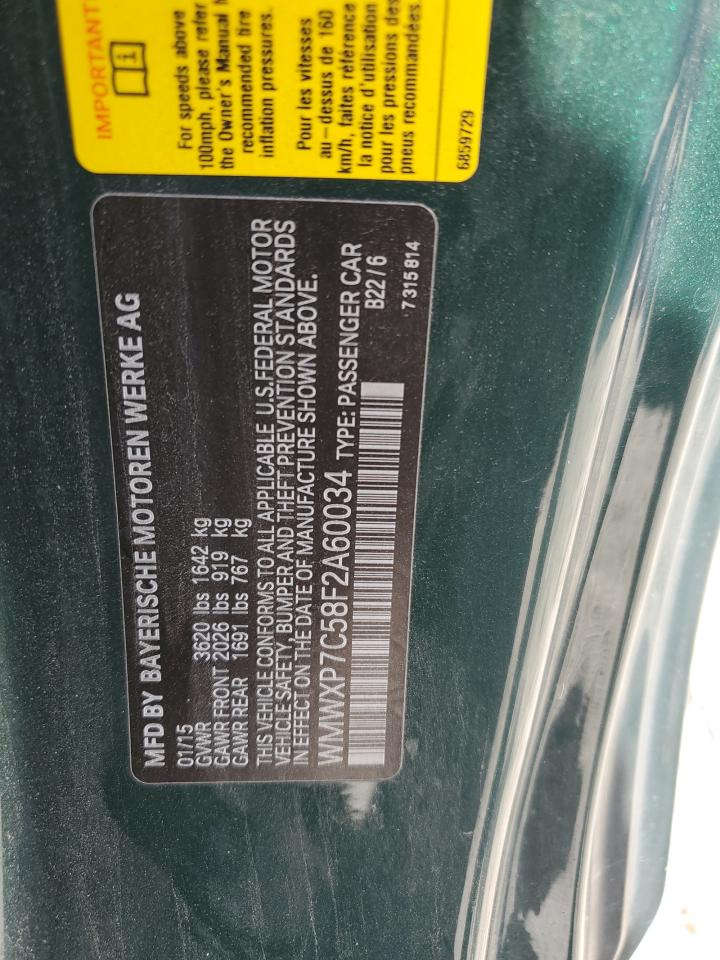 IMPORTANT
For speeds above
100mph, please refer
the Owner's Manual
recommended tire
inflation pressures.
Pour les vitesses
au-dessus de 160
km/h, faites référence
la notice d'utilisation
pour les pressions des
pneus recommandées.
6859729
MFD BY BAYERISCHE MOTOREN WERKE AG
01/15
GVWR 3620 lbs 1642 kg
GAWR FRONT 2026 lbs 919 kg
GAWR REAR 1691 lbs 767 kg
THIS VEHICLE CONFORMS TO ALL APPLICABLE U.S.FEDERAL MOTOR
VEHICLE SAFETY, BUMPER AND THEFT PREVENTION STANDARDS
IN EFFECT ON THE DATE OF MANUFACTURE SHOWN ABOVE.
WMWXP7C58F2A60034 TYPE: PASSENGER CAR
B22/6
7315814